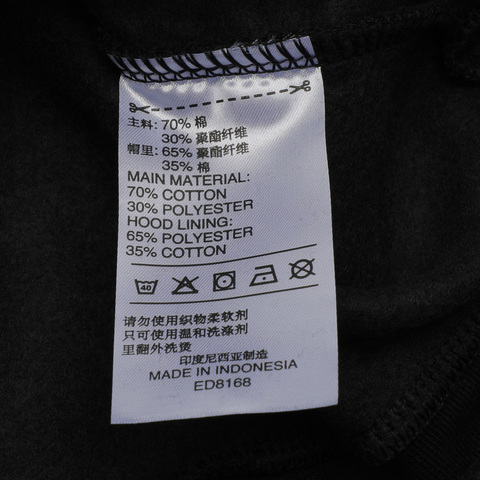 主料: 70% 棉
30% 聚酯纤维
帽里: 65% 聚酯纤维
35% 棉
MAIN MATERIAL:
70% COTTON
30% POLYESTER
HOOD LINING:
65% POLYESTER
35% COTTON
40
请勿使用织物柔软剂
只可使用温和洗涤剂
里翻外洗烫
印度尼西亚制造
MADE IN INDONESIA
ED8168